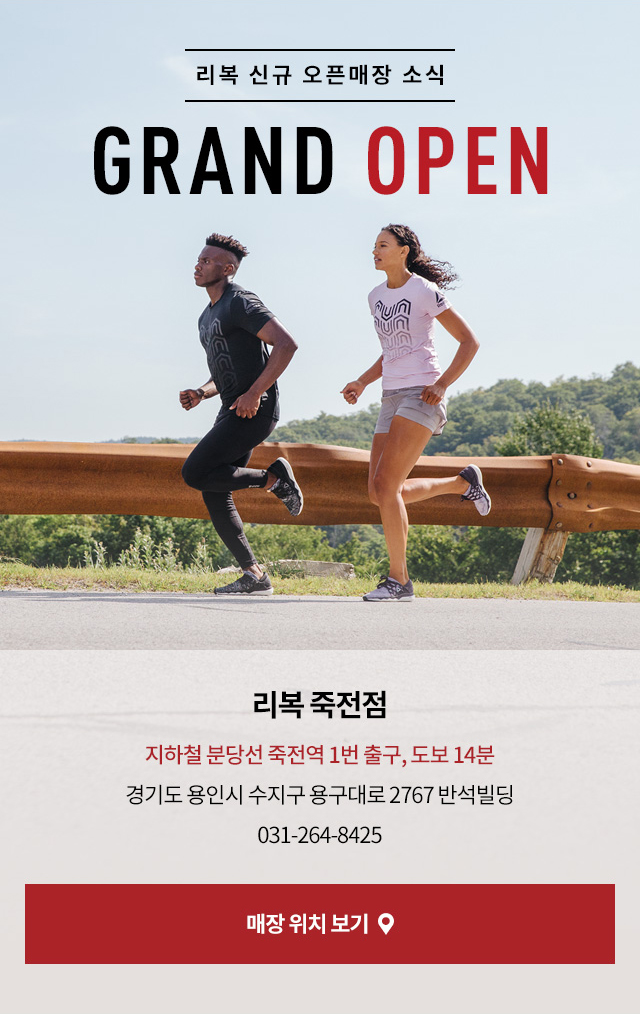 리복 신규 오픈매장 소식
GRAND OPEN
리복 죽전점
지하철 분당선 죽전역 1번 출구, 도보 14분
경기도 용인시 수지구 용구대로 2767 반석빌딩
031-264-8425
매장 위치 보기